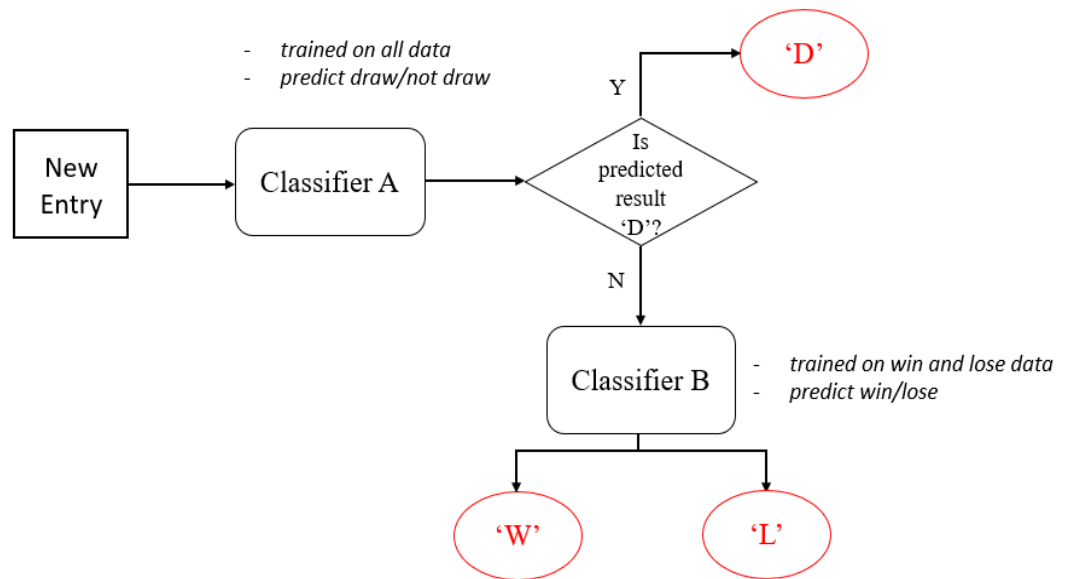 - trained on all data
- predict draw/not draw
‘D’
Y
New
Entry
Classifier A
Is
predicted
result
‘D’?
N
Classifier B
- trained on win and lose data
- predict win/lose
‘W’
‘L’